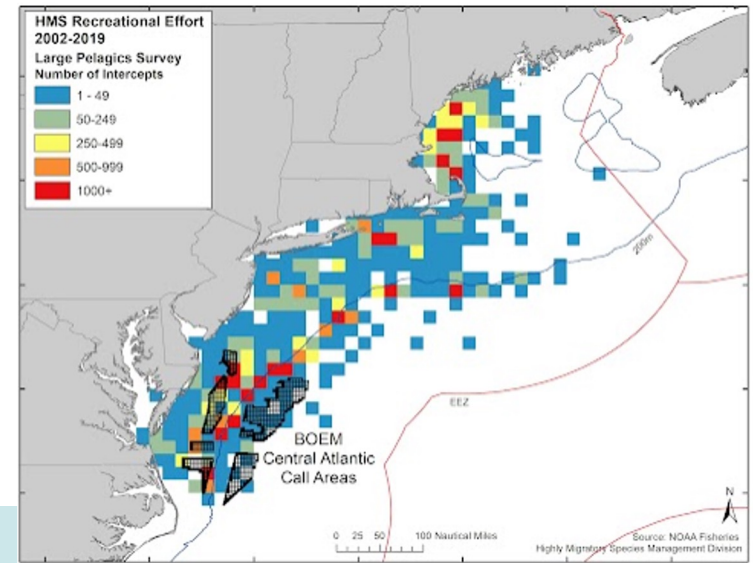 HMS Recreational Effort
2002-2019
Large Pelagics Survey
Number of Intercepts
1 - 49
50-249
250-499
500-999
1000+
200m
EEZ
BOEM
Central Atlantic
Call Areas
N
0 25 50 100 Nautical Miles
Source: NOAA Fisheries
Highly Migratory Species Management Division